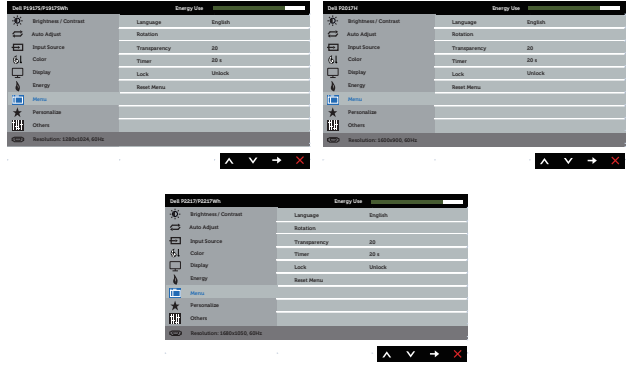 Dell P1917S/P1917SWh Energy Use
Brightness / Contrast Language English
Auto Adjust Rotation
Input Source Transparency 20
Color Timer 20 s
Display Lock Unlock
Energy Reset Menu
Menu
Personalize
Others
Resolution: 1280x1024, 60Hz
Dell P2017H Energy Use
Brightness / Contrast Language English
Auto Adjust Rotation
Input Source Transparency 20
Color Timer 20 s
Display Lock Unlock
Energy Reset Menu
Menu
Personalize
Others
Resolution: 1600x900, 60Hz
Dell P2217/P2217Wh Energy Use
Brightness / Contrast Language English
Auto Adjust Rotation
Input Source Transparency 20
Color Timer 20 s
Display Lock Unlock
Energy Reset Menu
Menu
Personalize
Others
Resolution: 1680x1050, 60Hz